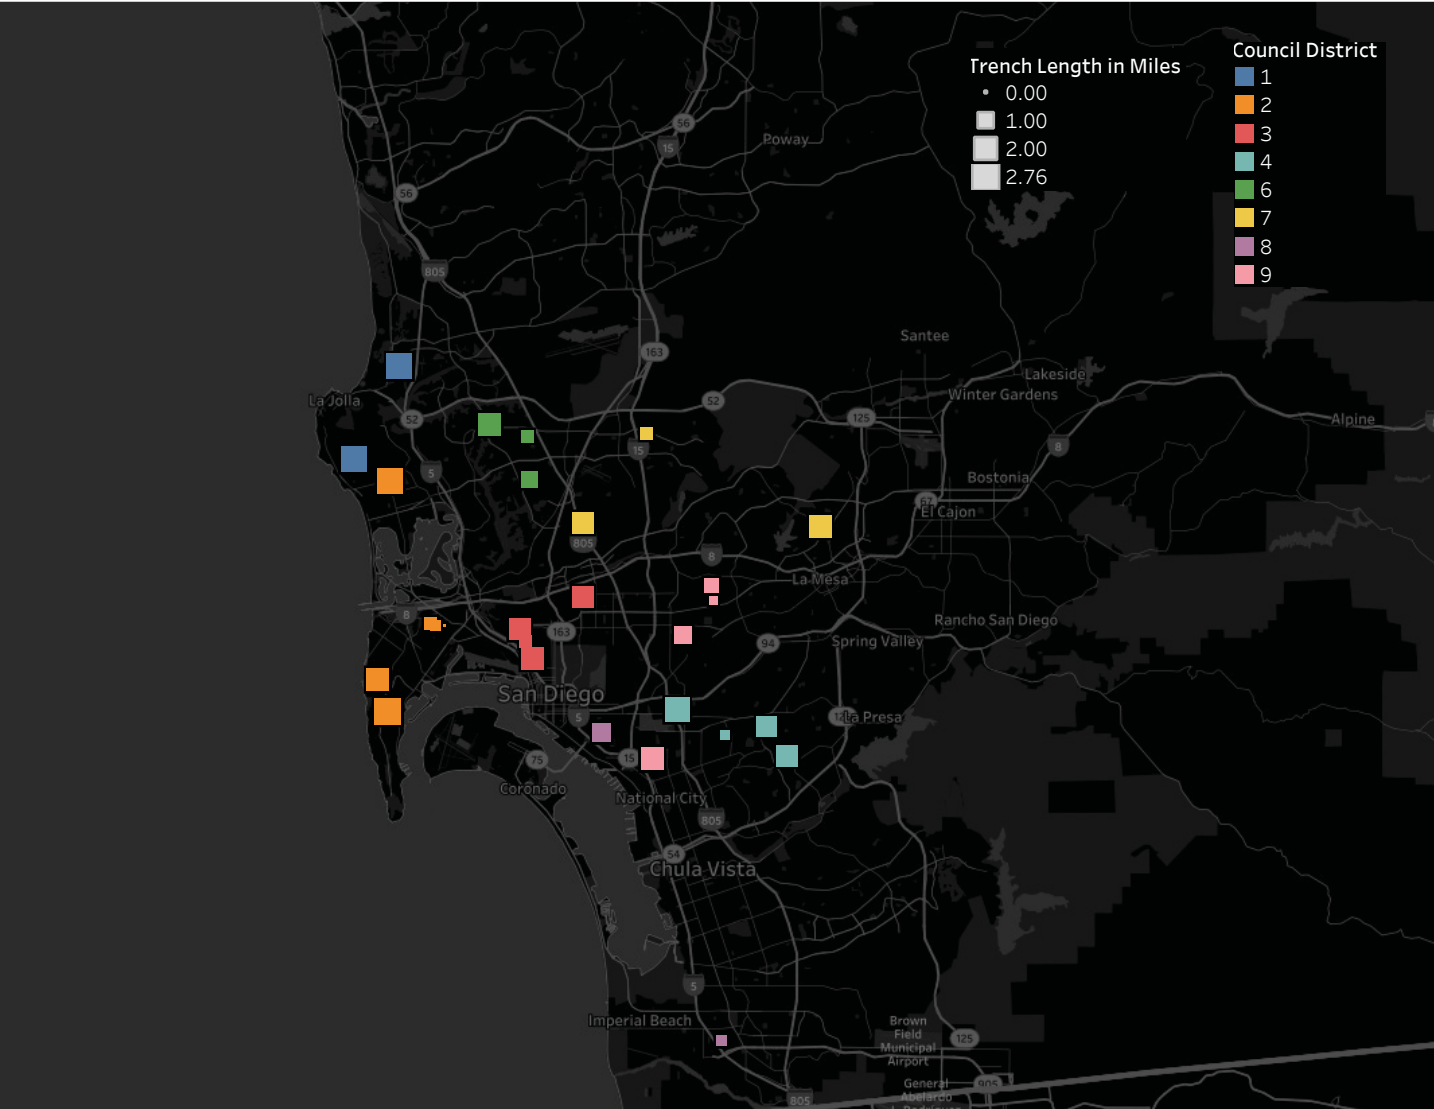 Council District
1
2
3
4
6
7
8
9
Trench Length in Miles
0.00
1.00
2.00
2.76
56
15
Poway
56
805
163
Santee
Lakeside
Winter Gardens
La Jolla
52
52
125
Alpine
8
15
5
Bostonia
67
El Cajon
805
8
La Mesa
8
Rancho San Diego
163
94
Spring Valley
San Diego
5
La Presa
75
15
Coronado
National City
805
54
Chula Vista
5
Imperial Beach
Brown
Field
Municipal
Airport
125
General
Abelardo
905
805